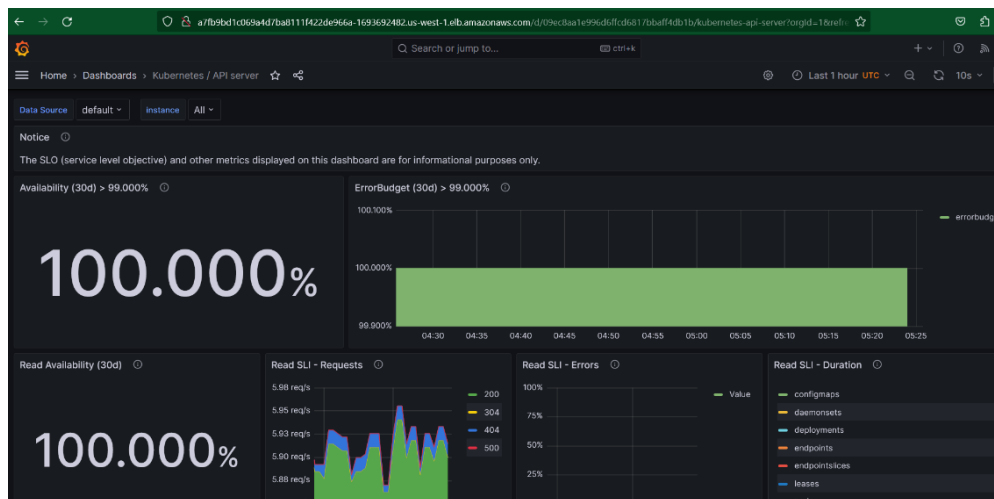 a7fb9bd1c069a4d7ba8111f422de966a-1693692482.us-west-1.elb.amazonaws.com/d/09ec8aa1e996d6ffcd6817bbaff4db1b/kubernetes-api-server?orgId=1&refre
Search or jump to... ctrl+k
Home › Dashboards › Kubernetes / API server Last 1 hour UTC 10s
Data Source default instance All
Notice
The SLO (service level objective) and other metrics displayed on this dashboard are for informational purposes only.
Availability (30d) > 99.000%
100.000%
ErrorBudget (30d) > 99.000%
100.100%
100.000%
99.900%
04:30 04:35 04:40 04:45 04:50 04:55 05:00 05:05 05:10 05:15 05:20 05:25
errorbudg
Read Availability (30d)
100.000%
Read SLI - Requests
5.98 req/s
5.95 req/s
5.93 req/s
5.90 req/s
5.88 req/s
200
304
404
500
Read SLI - Errors
100%
75%
50%
25%
Value
Read SLI - Duration
configmaps
daemonsets
deployments
endpoints
endpointslices
leases